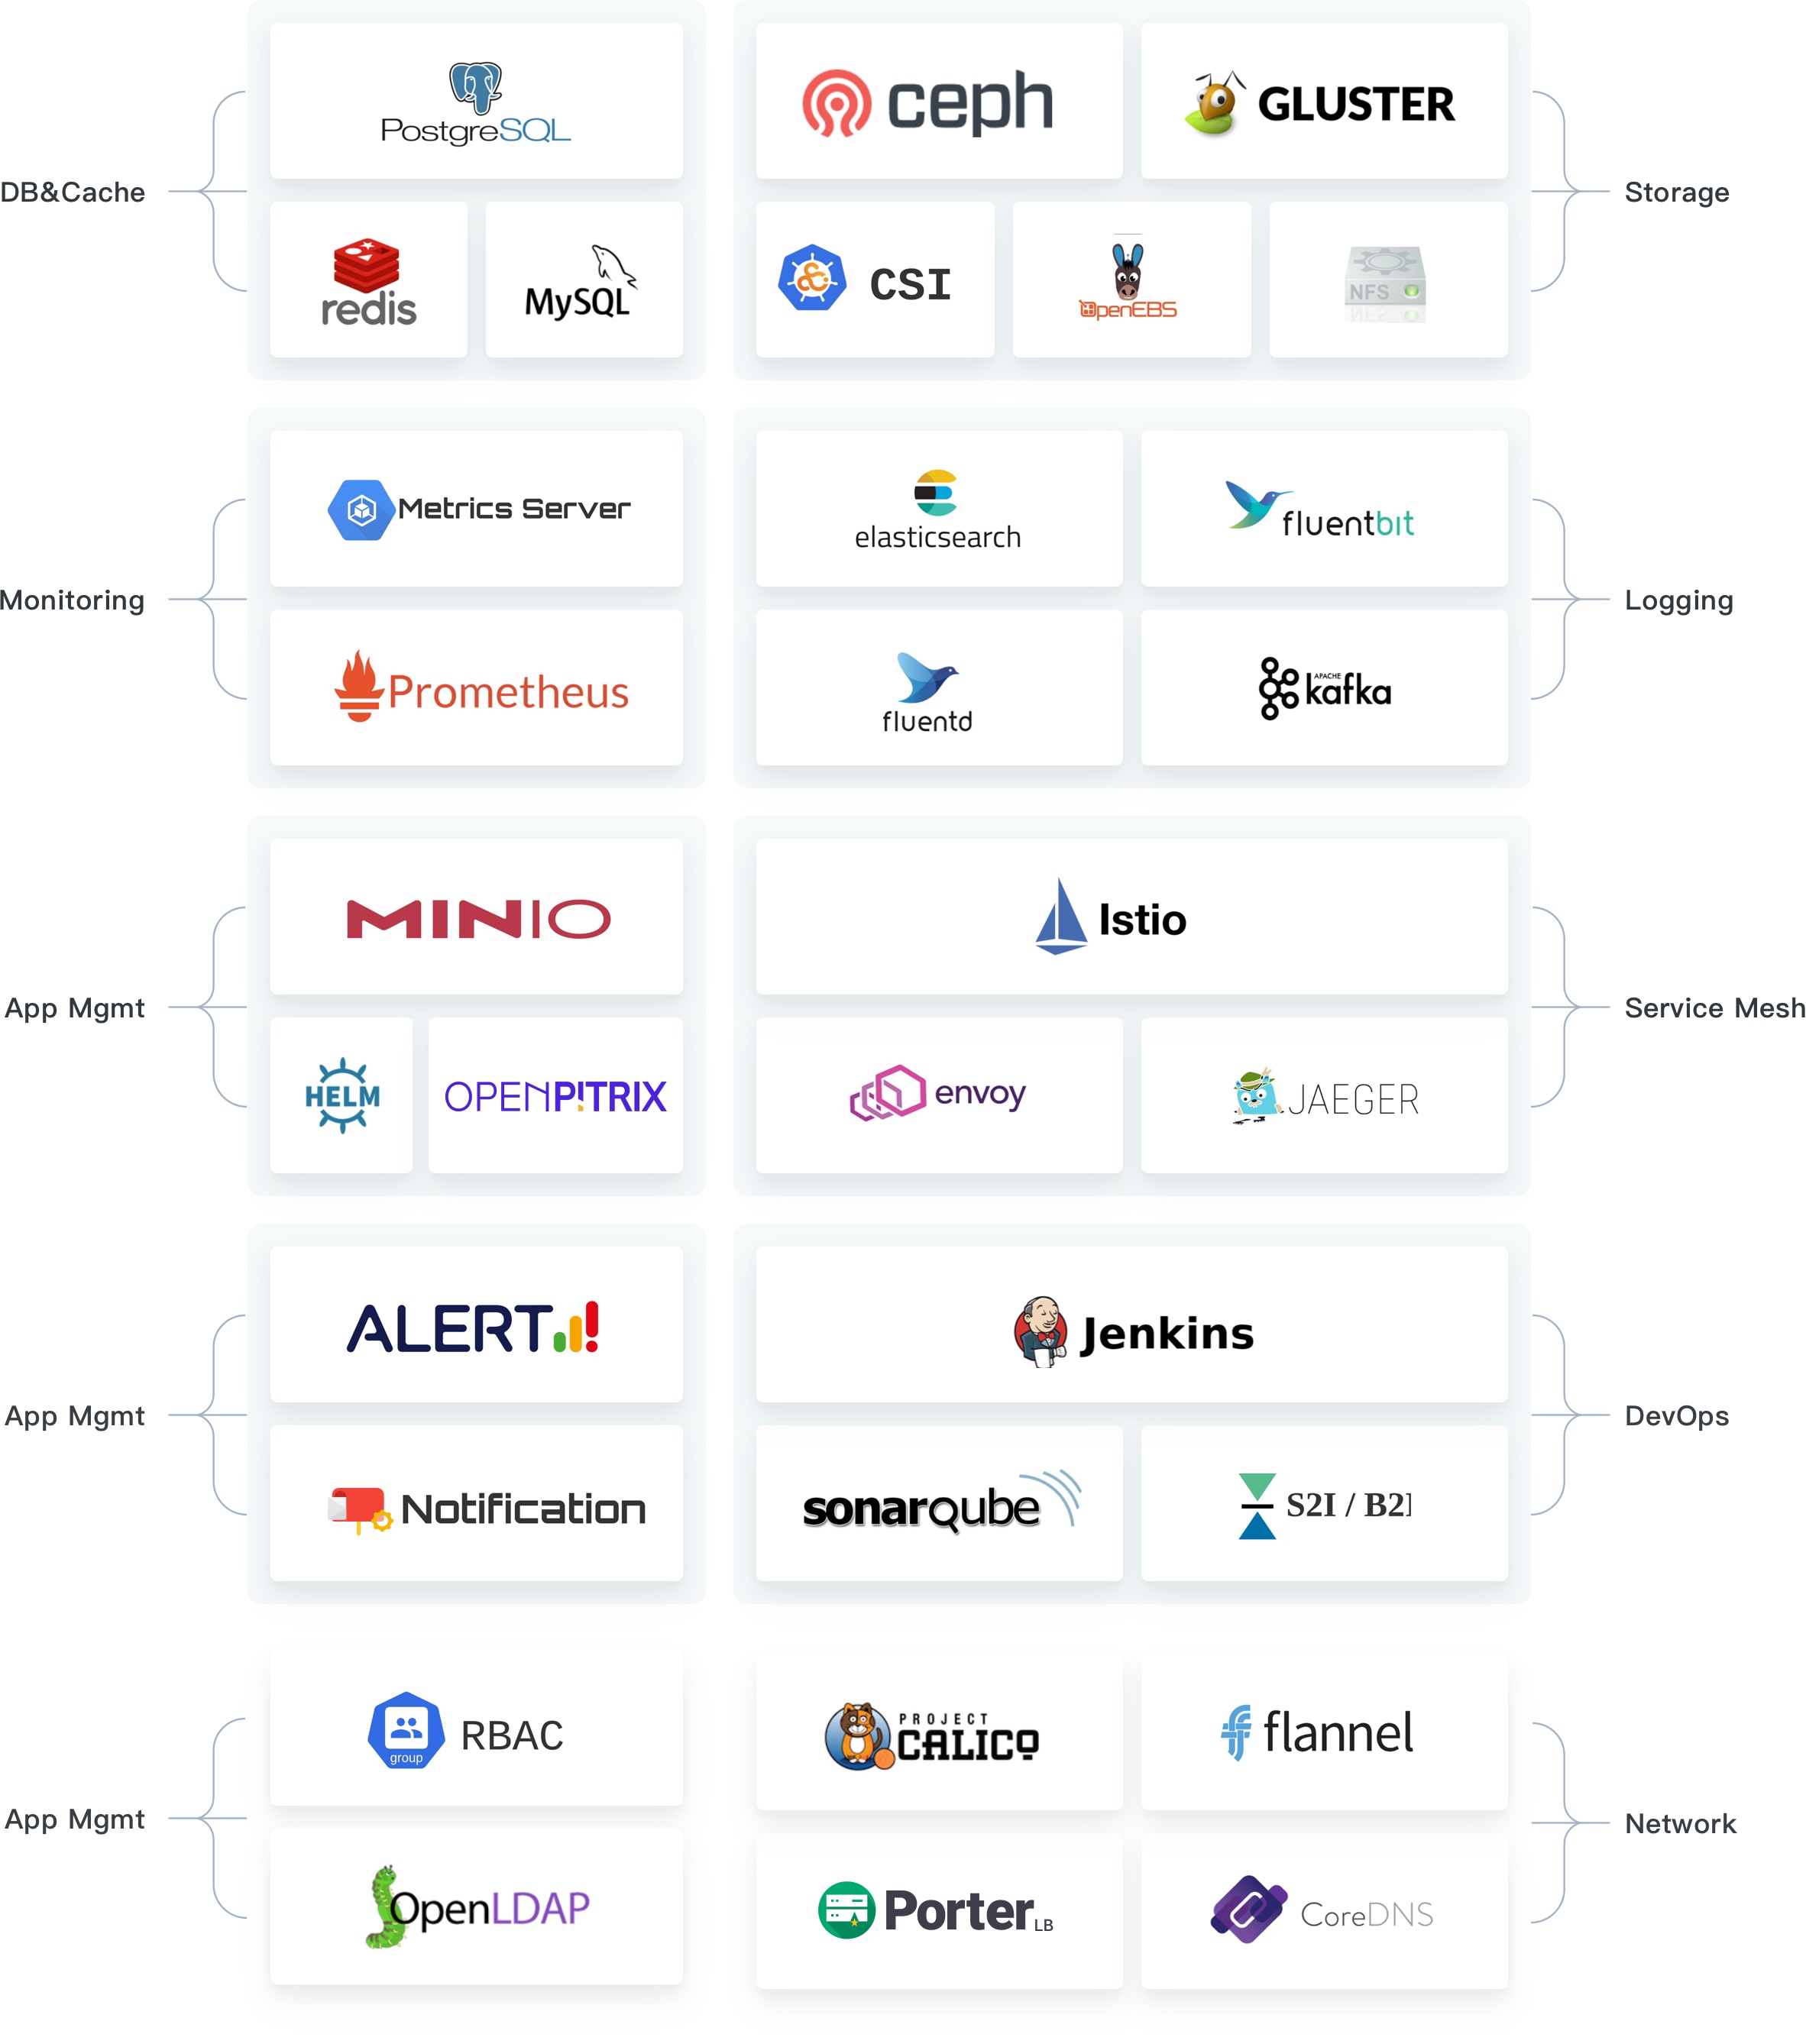 DB&Cache
PostgreSQL
redis
MySQL
ceph
GLUSTER
CSI
OpenEBS
NFS
Storage
Monitoring
Metrics Server
Prometheus
elasticsearch
fluentbit
fluentd
APACHE
kafka
Logging
App Mgmt
MINIO
HELM
OPENPITRIX
Istio
envoy
JAEGER
Service Mesh
App Mgmt
ALERT
Notification
Jenkins
sonarqube
S2I / B2I
DevOps
App Mgmt
group
RBAC
OpenLDAP
PROJECT
CALICO
flannel
Porter LB
CoreDNS
Network